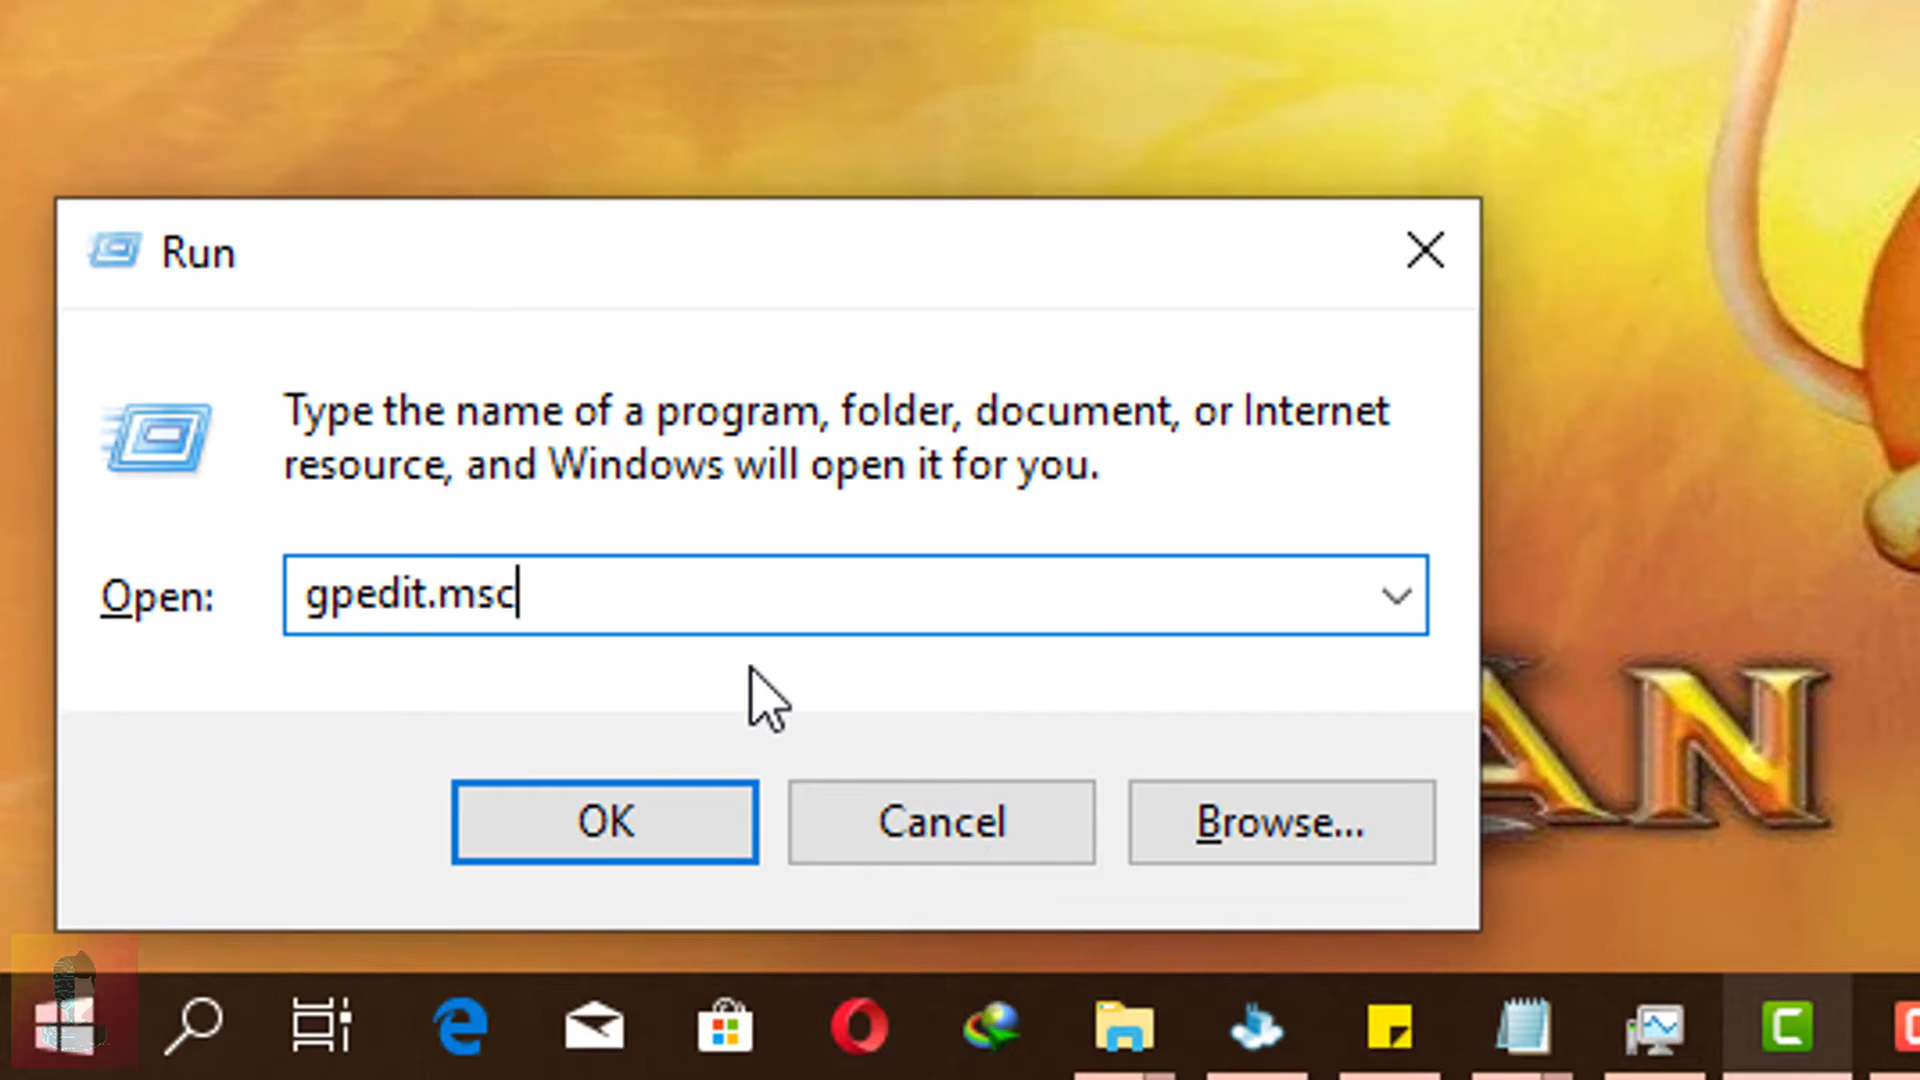 Run
Type the name of a program, folder, document, or Internet
resource, and Windows will open it for you.
Open: gpedit.msc
OK Cancel Browse...
AN